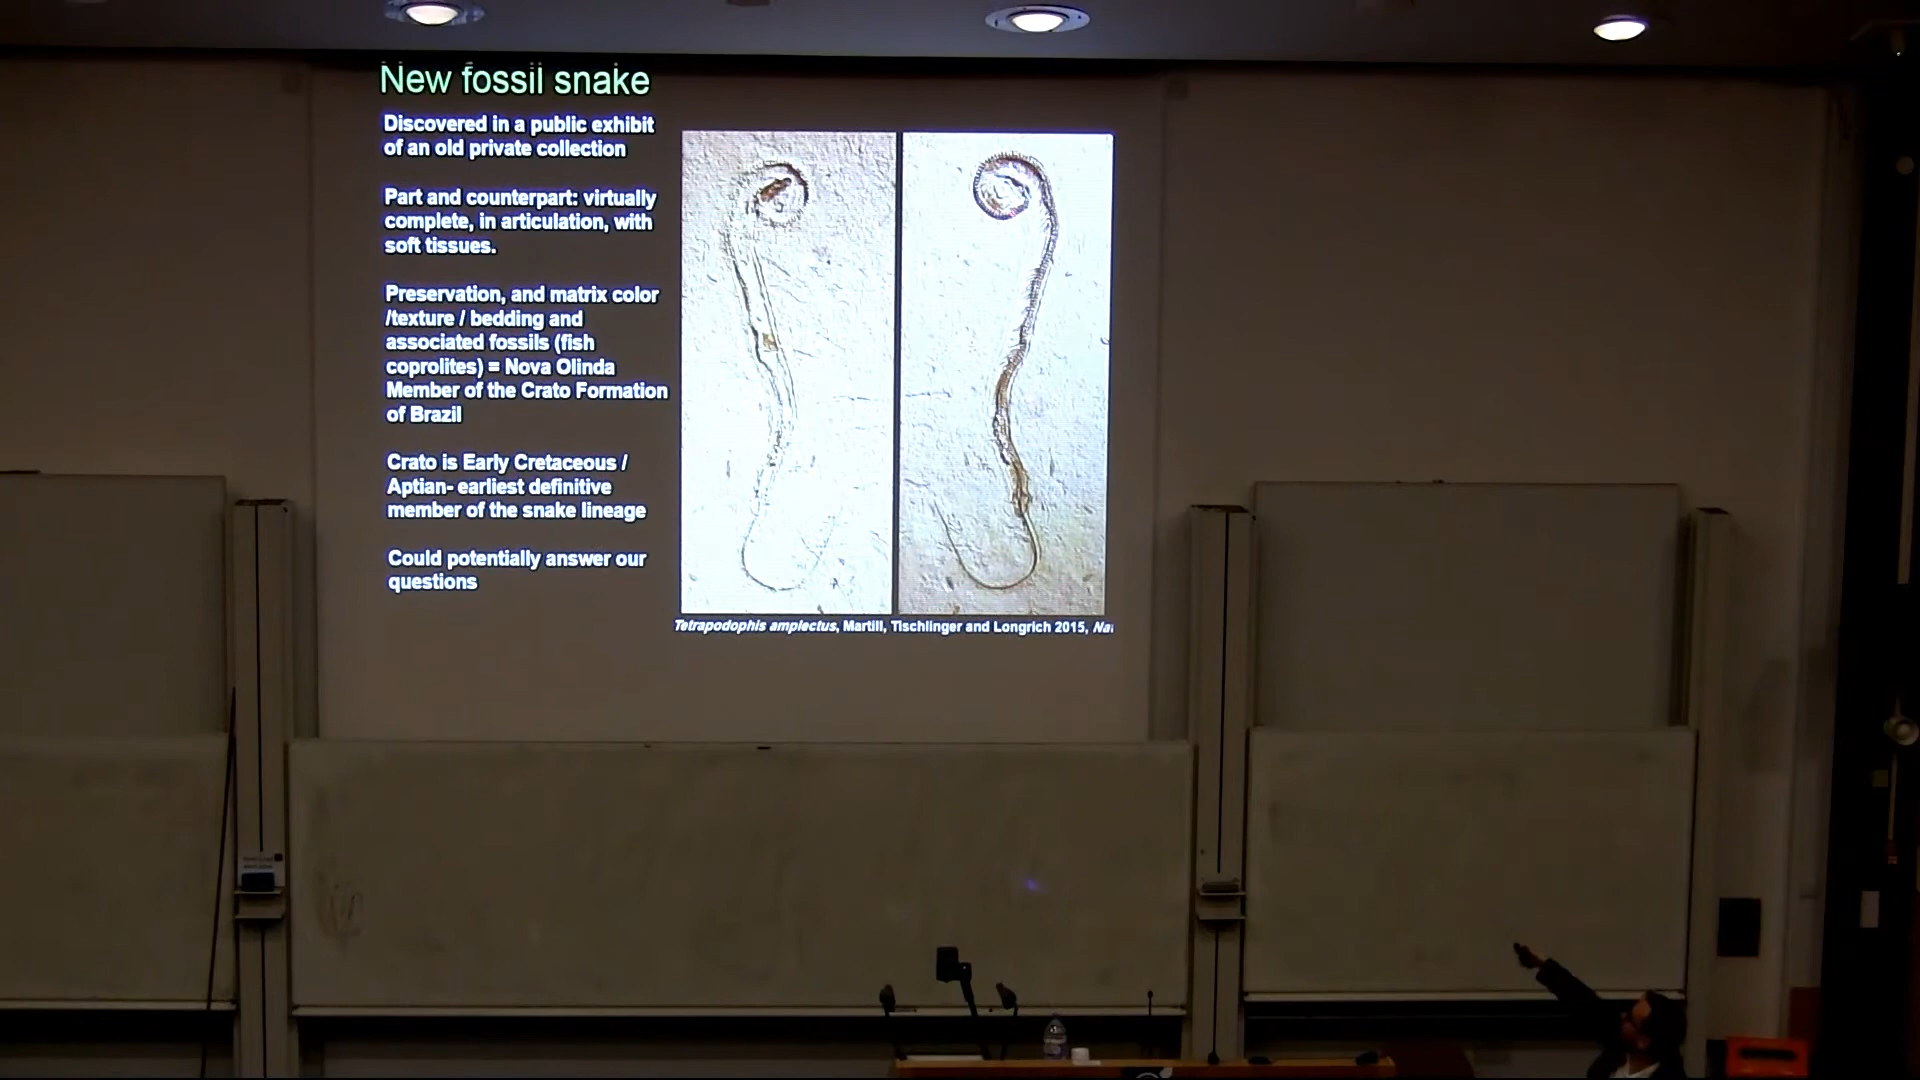 New fossil snake
Discovered in a public exhibit
of an old private collection
Part and counterpart: virtually
complete, in articulation, with
soft tissues.
Preservation, and matrix color
/texture / bedding and
associated fossils (fish
coprolites) = Nova Olinda
Member of the Crato Formation
of Brazil
Crato is Early Cretaceous /
Aptian- earliest definitive
member of the snake lineage
Could potentially answer our
questions
Tetrapodophis amplectus, Martill, Tischlinger and Longrich 2015,